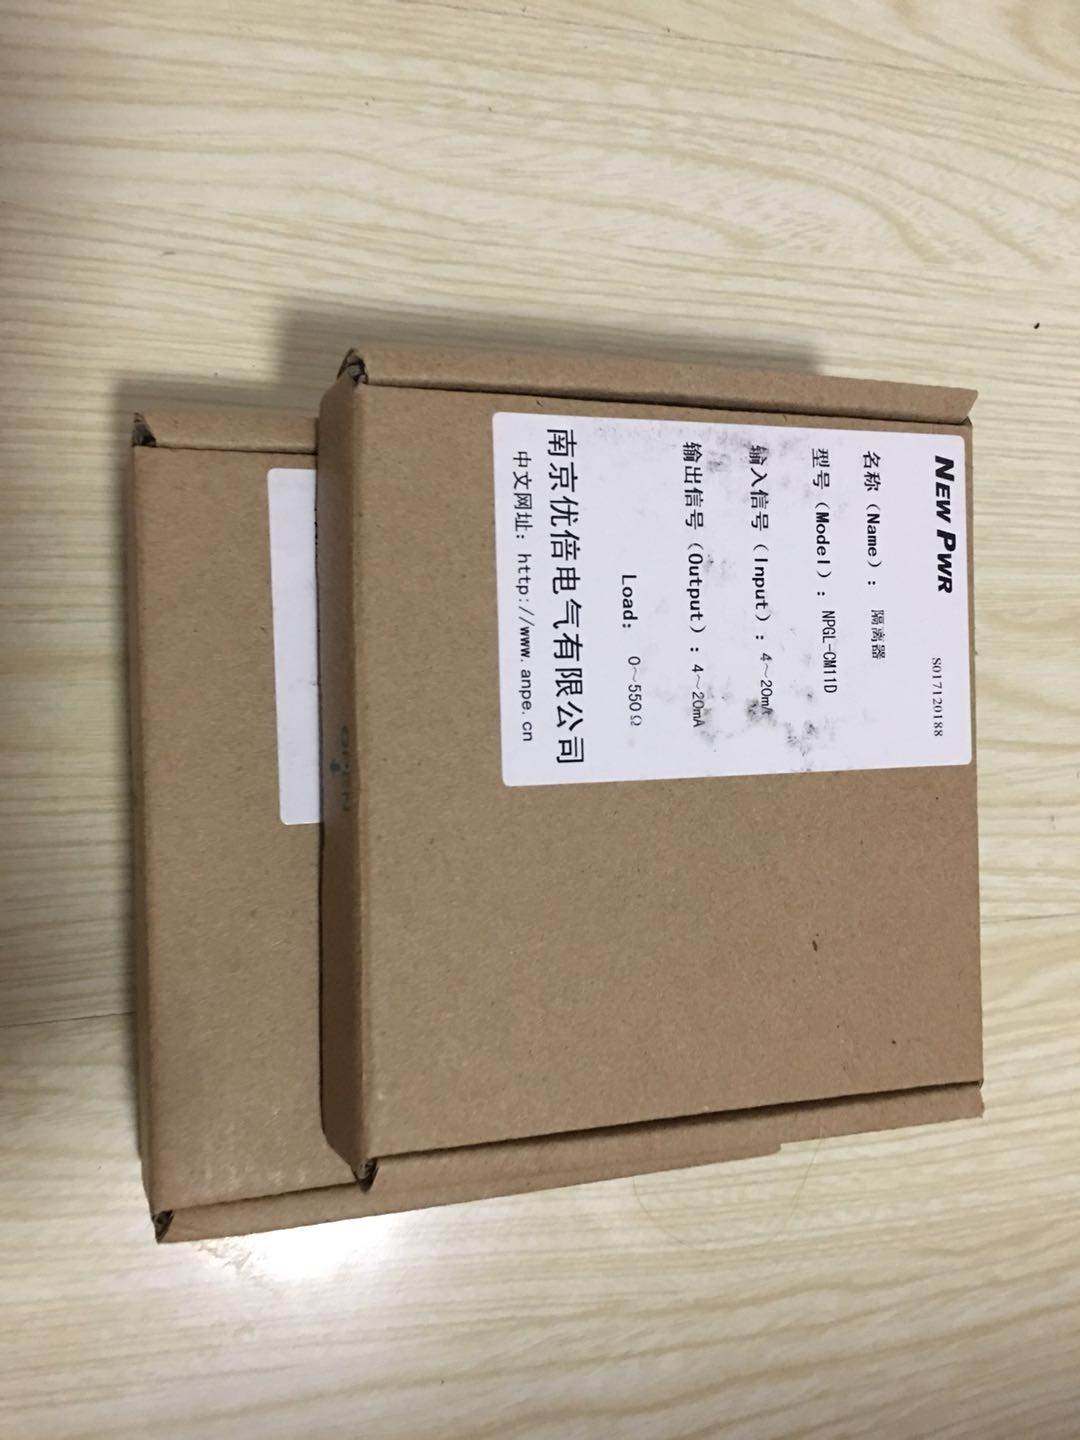 NEW PWR S017120188
名称（Name）： 隔离器
型号（Model）：NPGL-CM11D
输入信号（Input）：4～20mA
输出信号（Output）：4～20mA
Load: 0～550Ω
南京优倍电气有限公司
中文网址：http://www.anpe.cn
OPEN